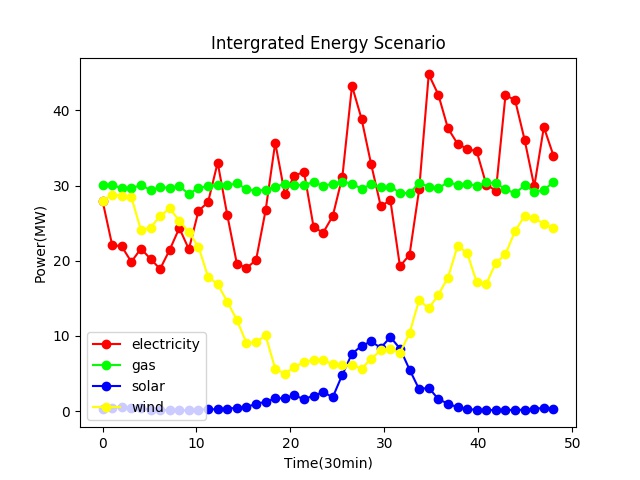 Intergrated Energy Scenario
Power(MW)
40
30
20
10
0
electricity
gas
solar
wind
0 10 20 30 40 50
Time(30min)